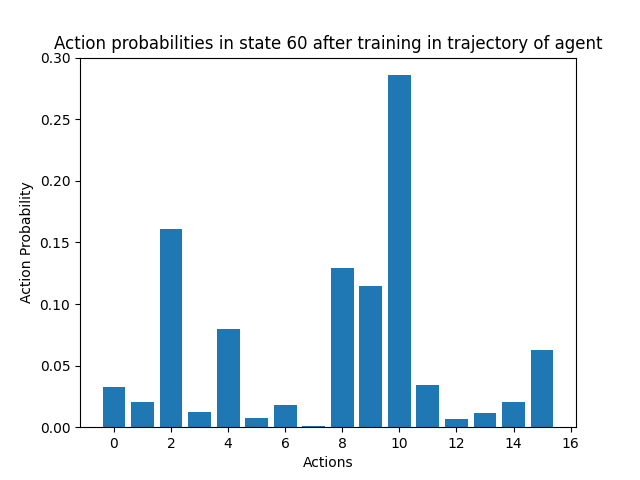 Action probabilities in state 60 after training in trajectory of agent
0.30
0.25
0.20
0.15
0.10
0.05
0.00
Action Probability
0 2 4 6 8 10 12 14 16
Actions